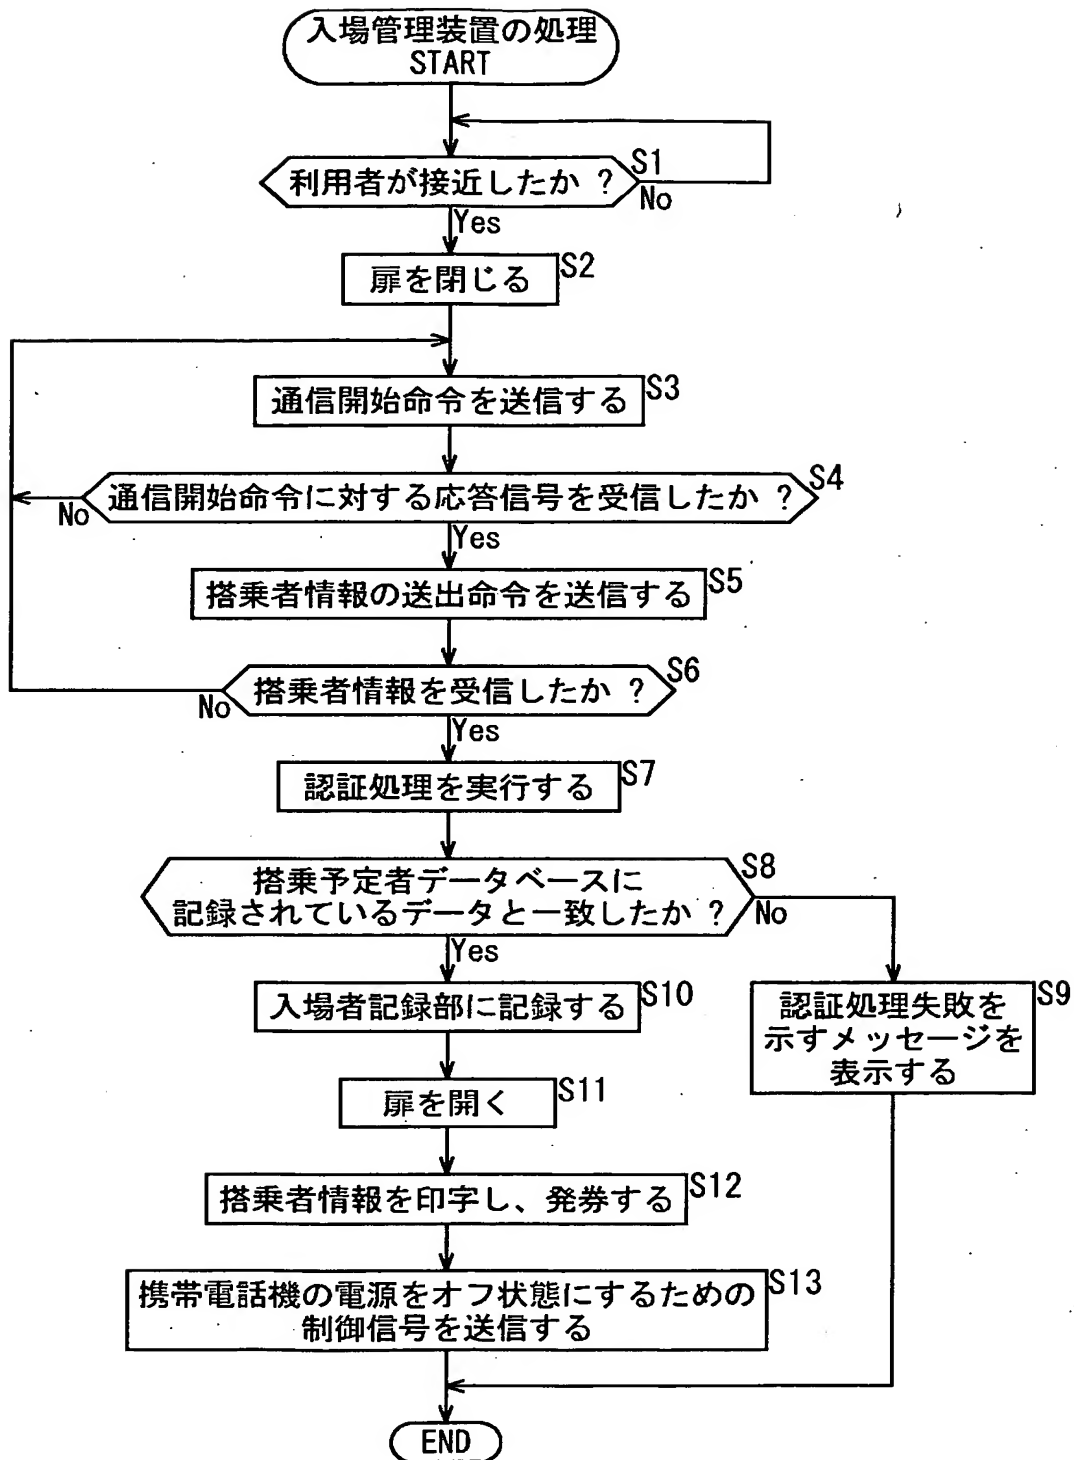 入場管理装置の処理
START
利用者が接近したか ?
S1
No
Yes
扉を閉じる
S2
通信開始命令を送信する
S3
通信開始命令に対する応答信号を受信したか ?
S4
No
Yes
搭乗者情報の送出命令を送信する
S5
搭乗者情報を受信したか ?
S6
No
Yes
認証処理を実行する
S7
搭乗予定者データベースに
記録されているデータと一致したか ?
S8
No
Yes
入場者記録部に記録する
S10
認証処理失敗を
示すメッセージを
表示する
S9
扉を開く
S11
搭乗者情報を印字し、発券する
S12
携帯電話機の電源をオフ状態にするための
制御信号を送信する
S13
END